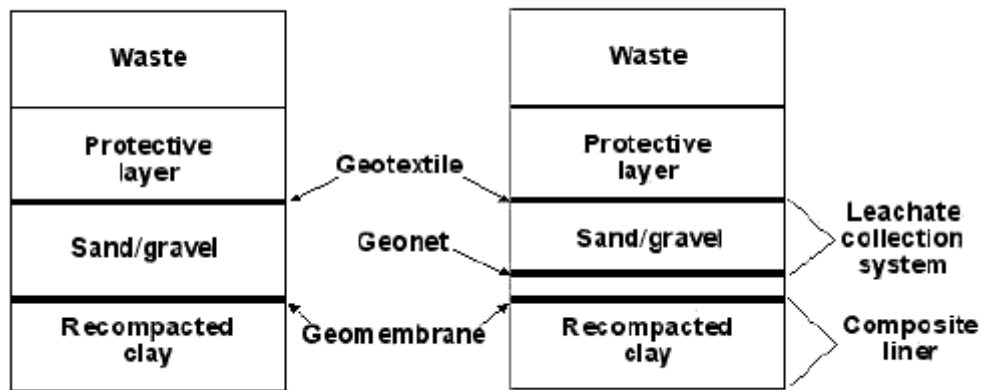 Waste
Protective
layer
Sand/gravel
Recompacted
clay
Geotextile
Geonet
Geomembrane
Waste
Protective
layer
Sand/gravel
Recompacted
clay
Leachate
collection
system
Composite
liner